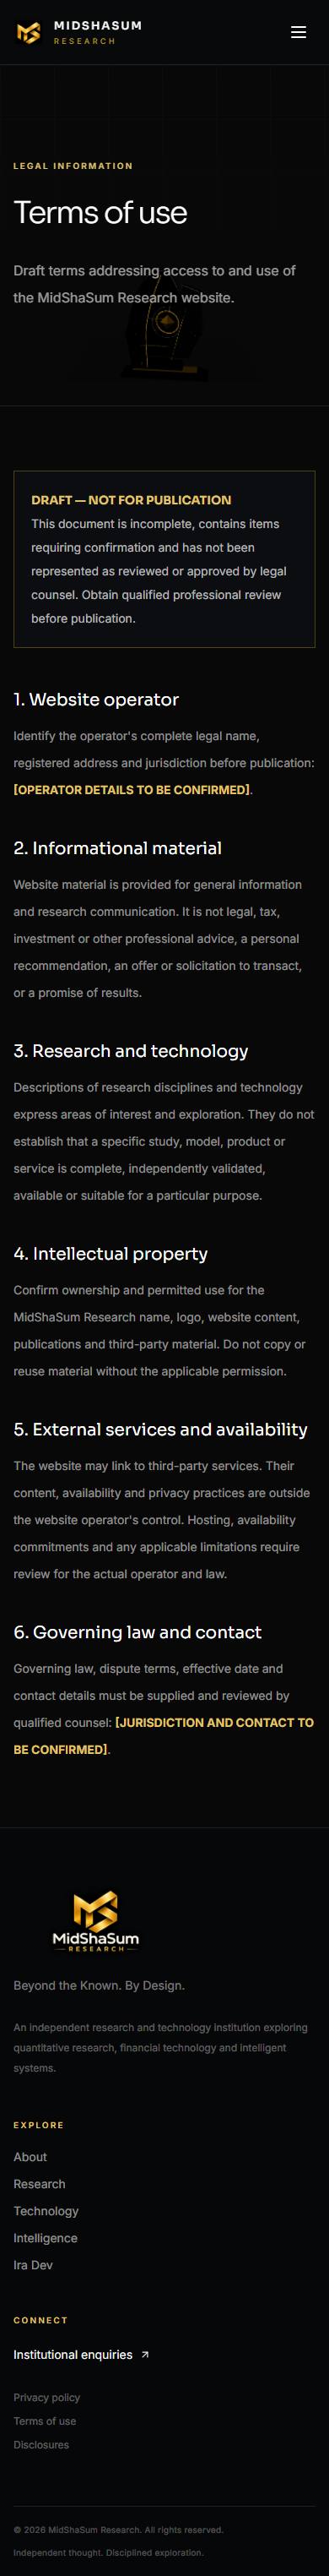 MIDSHASUM
RESEARCH
LEGAL INFORMATION
Terms of use
Draft terms addressing access to and use of
the MidShaSum Research website.
DRAFT — NOT FOR PUBLICATION
This document is incomplete, contains items
requiring confirmation and has not been
represented as reviewed or approved by legal
counsel. Obtain qualified professional review
before publication.
1. Website operator
Identify the operator's complete legal name,
registered address and jurisdiction before publication:
[OPERATOR DETAILS TO BE CONFIRMED].
2. Informational material
Website material is provided for general information
and research communication. It is not legal, tax,
investment or other professional advice, a personal
recommendation, an offer or solicitation to transact,
or a promise of results.
3. Research and technology
Descriptions of research disciplines and technology
express areas of interest and exploration. They do not
establish that a specific study, model, product or
service is complete, independently validated,
available or suitable for a particular purpose.
4. Intellectual property
Confirm ownership and permitted use for the
MidShaSum Research name, logo, website content,
publications and third-party material. Do not copy or
reuse material without the applicable permission.
5. External services and availability
The website may link to third-party services. Their
content, availability and privacy practices are outside
the website operator's control. Hosting, availability
commitments and any applicable limitations require
review for the actual operator and law.
6. Governing law and contact
Governing law, dispute terms, effective date and
contact details must be supplied and reviewed by
qualified counsel: [JURISDICTION AND CONTACT TO
BE CONFIRMED].
MidShaSum
RESEARCH
Beyond the Known. By Design.
An independent research and technology institution exploring
quantitative research, financial technology and intelligent
systems.
EXPLORE
About
Research
Technology
Intelligence
Ira Dev
CONNECT
Institutional enquiries ↗
Privacy policy
Terms of use
Disclosures
© 2026 MidShaSum Research. All rights reserved.
Independent thought. Disciplined exploration.